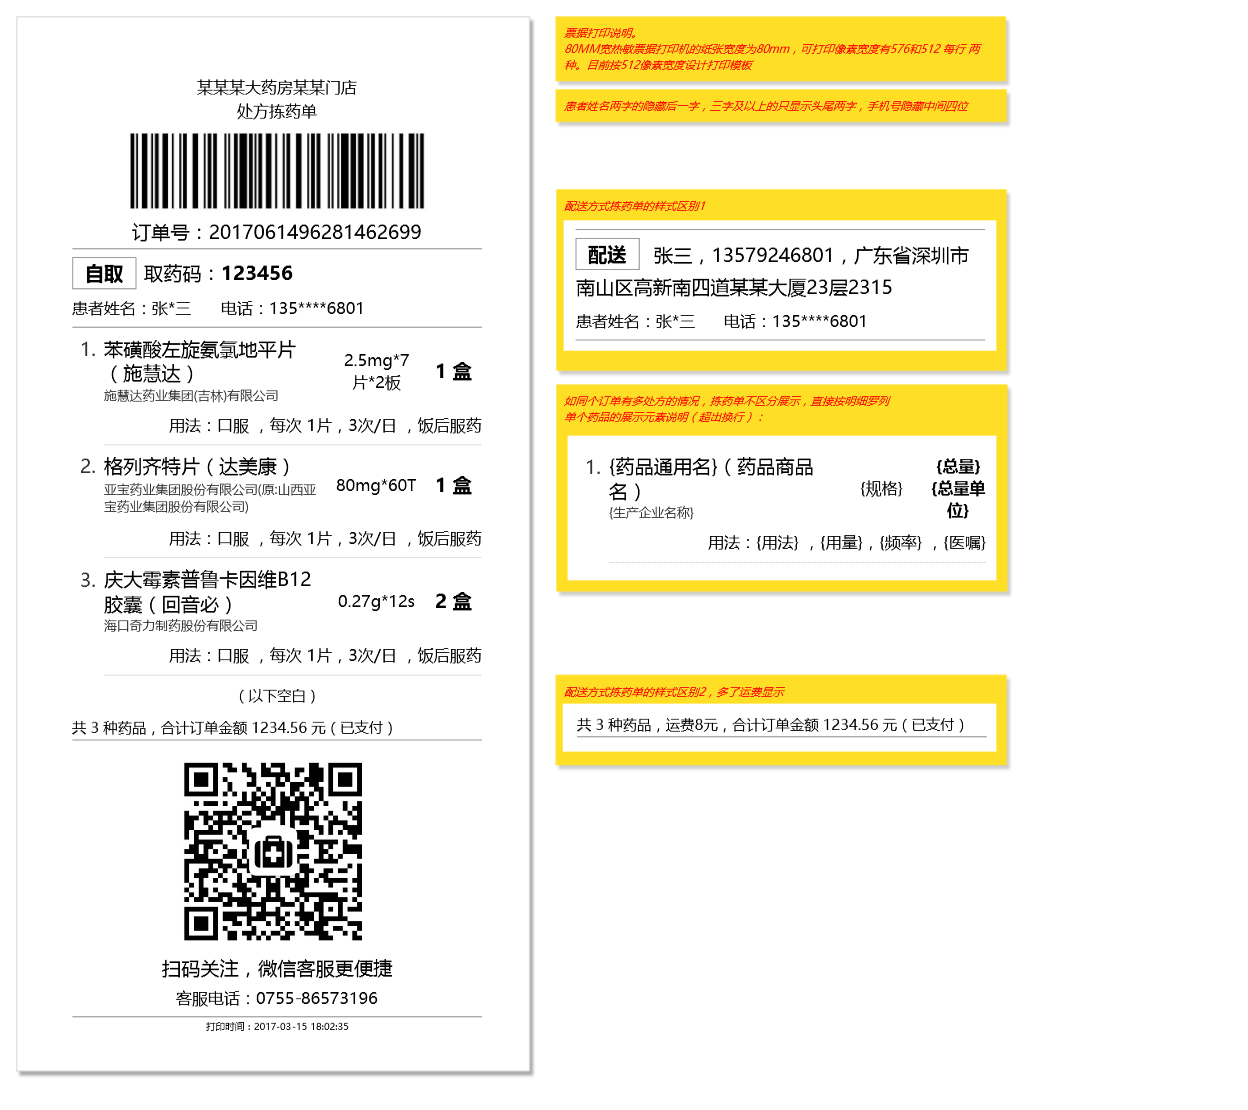 某某某大药房某某门店
处方拣药单
订单号：2017061496281462699
自取 取药码：123456
患者姓名：张*三 电话：135****6801
1. 苯磺酸左旋氨氯地平片
（施慧达）
施慧达药业集团(吉林)有限公司
2.5mg*7
片*2板
1 盒
用法：口服 ，每次 1片，3次/日 ，饭后服药
2. 格列齐特片（达美康）
亚宝药业集团股份有限公司(原:山西亚
宝药业集团股份有限公司)
80mg*60T
1 盒
用法：口服 ，每次 1片，3次/日 ，饭后服药
3. 庆大霉素普鲁卡因维B12
胶囊（回音必）
海口奇力制药股份有限公司
0.27g*12s
2 盒
用法：口服 ，每次 1片，3次/日 ，饭后服药
（以下空白）
共 3 种药品，合计订单金额 1234.56 元（已支付）
扫码关注，微信客服更便捷
客服电话：0755-86573196
打印时间：2017-03-15 18:02:35
票据打印说明。
80MM宽热敏票据打印机的纸张宽度为80mm，可打印像素宽度有576和512 每行 两
种。目前按512像素宽度设计打印模板
患者姓名两字的隐藏后一字，三字及以上的只显示头尾两字，手机号隐藏中间四位
配送方式拣药单的样式区别1
配送 张三，13579246801，广东省深圳市
南山区高新南四道某某大厦23层2315
患者姓名：张*三 电话：135****6801
如同个订单有多处方的情况，拣药单不区分展示，直接按明细罗列
单个药品的展示元素说明（超出换行）：
1. {药品通用名}（药品商品
名）
{生产企业名称}
{规格}
{总量}
{总量单
位}
用法：{用法} ，{用量}，{频率} ，{医嘱}
配送方式拣药单的样式区别2，多了运费显示
共 3 种药品，运费8元，合计订单金额 1234.56 元（已支付）